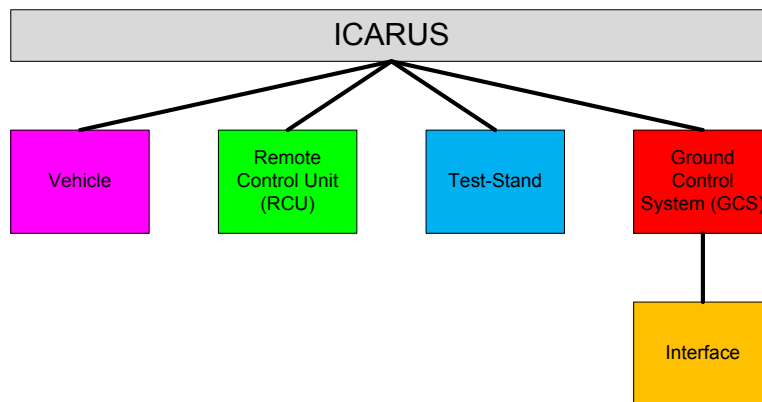 ICARUS
Vehicle
Remote
Control Unit
(RCU)
Test-Stand
Ground
Control
System (GCS)
Interface